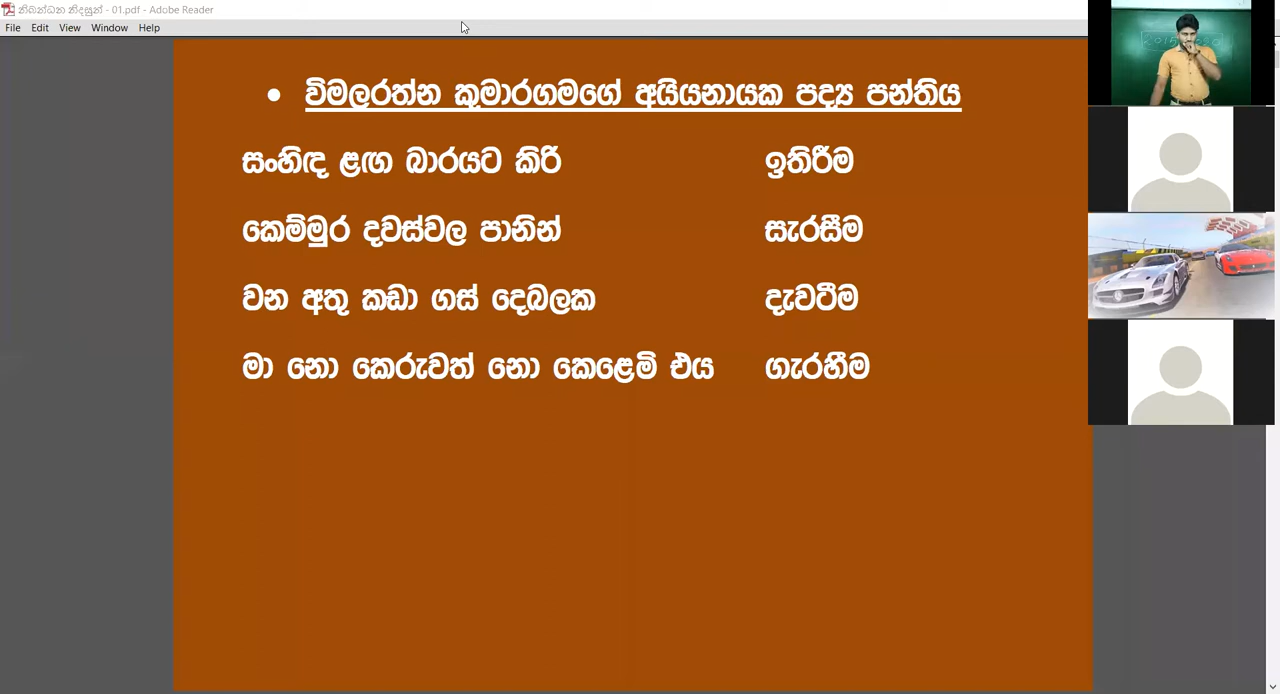 නිබන්ධන නිදසුන් - 01.pdf - Adobe Reader
File Edit View Window Help
• විමලරත්න කුමාරගමගේ අයියනායක පද්‍ය පන්තිය
සංහිඳ ළඟ බාරයට කිරි ඉතිරීම
කෙම්මුර දවස්වල පානින් සැරසීම
වන අතු කඩා ගස් දෙබලක දැවටීම
මා නො කෙරුවත් නො කෙළෙමි එය ගැරහීම